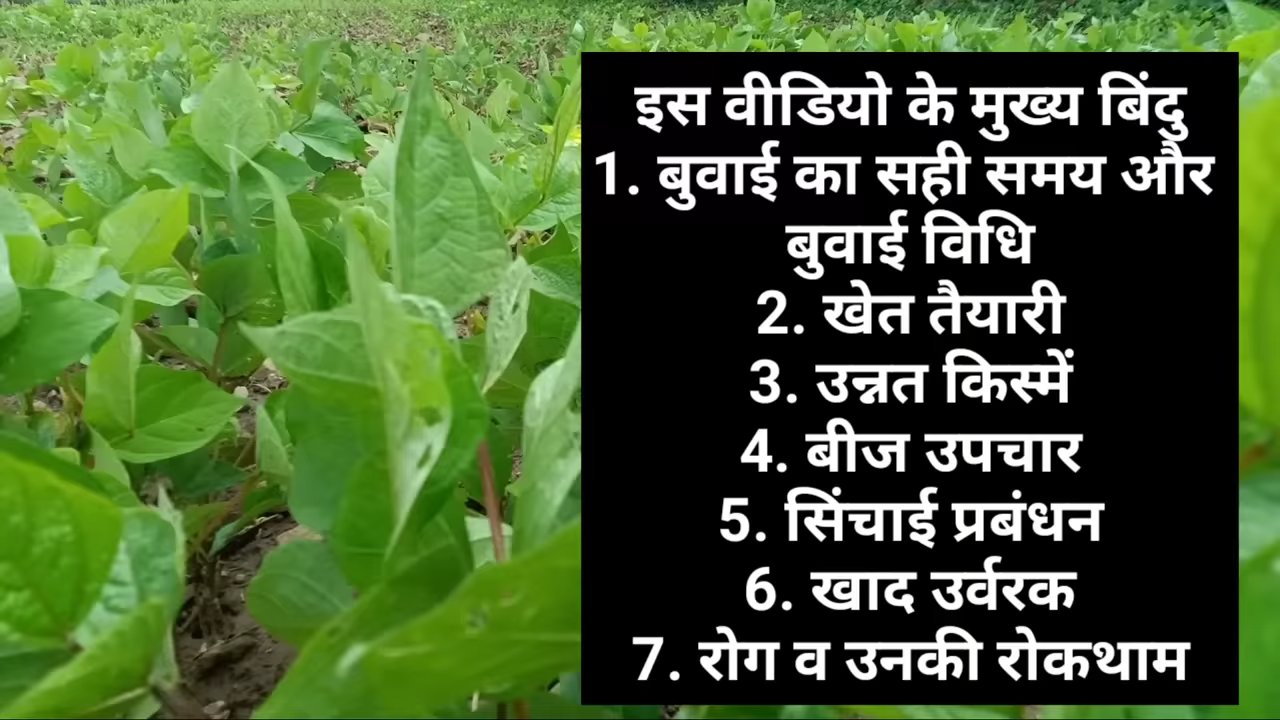 इस वीडियो के मुख्य बिंदु
1. बुवाई का सही समय और
बुवाई विधि
2. खेत तैयारी
3. उन्नत किस्में
4. बीज उपचार
5. सिंचाई प्रबंधन
6. खाद उर्वरक
7. रोग व उनकी रोकथाम